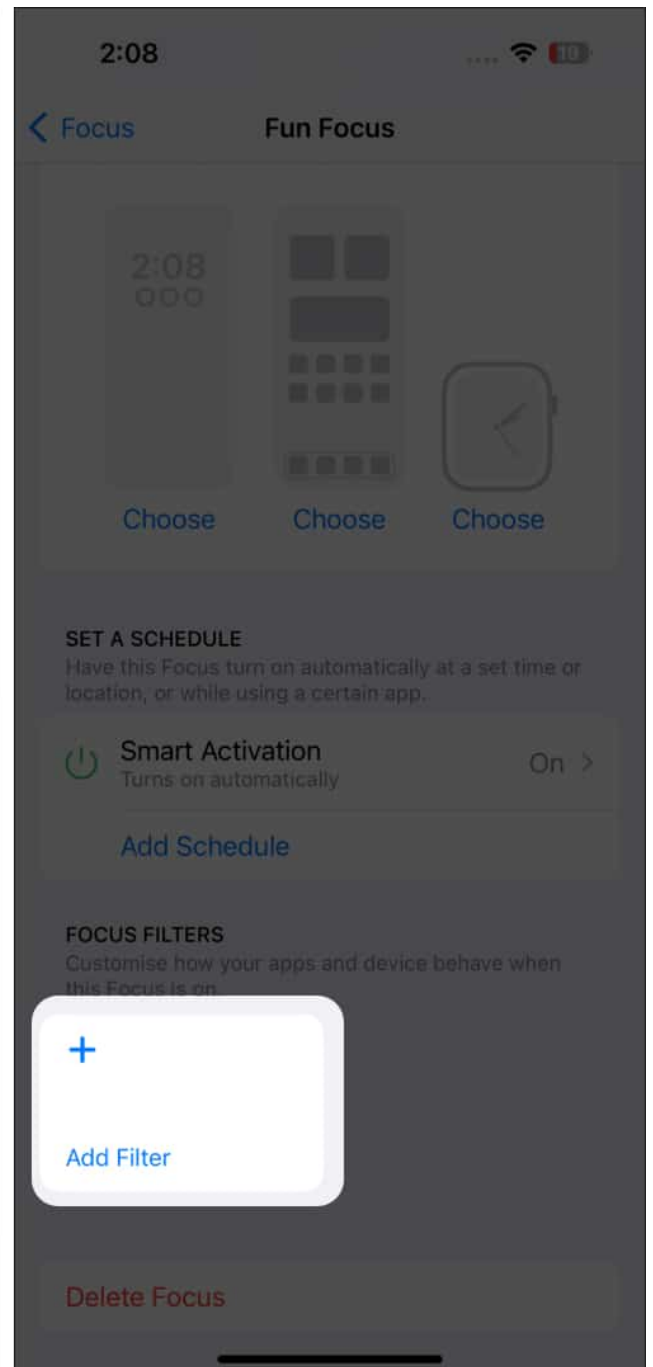 2:08
10
Focus
Fun Focus
2:08
Choose
Choose
Choose
SET A SCHEDULE
Have this Focus turn on automatically at a set time or
location, or while using a certain app.
Smart Activation
On
Turns on automatically
Add Schedule
FOCUS FILTERS
Customise how your apps and device behave when
this Focus is on.
+
Add Filter
Delete Focus